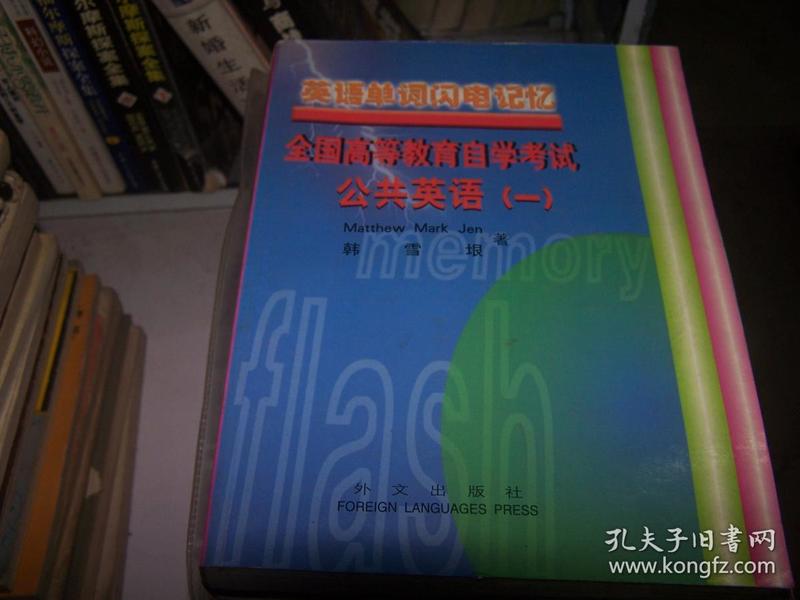 新婚生活
英语单词闪电记忆
全国高等教育自学考试
公共英语（一）
Matthew Mark Jen
韩雪垠 著
memory
flash
外文出版社
FOREIGN LANGUAGES PRESS
孔夫子旧书网
www.kongfz.com